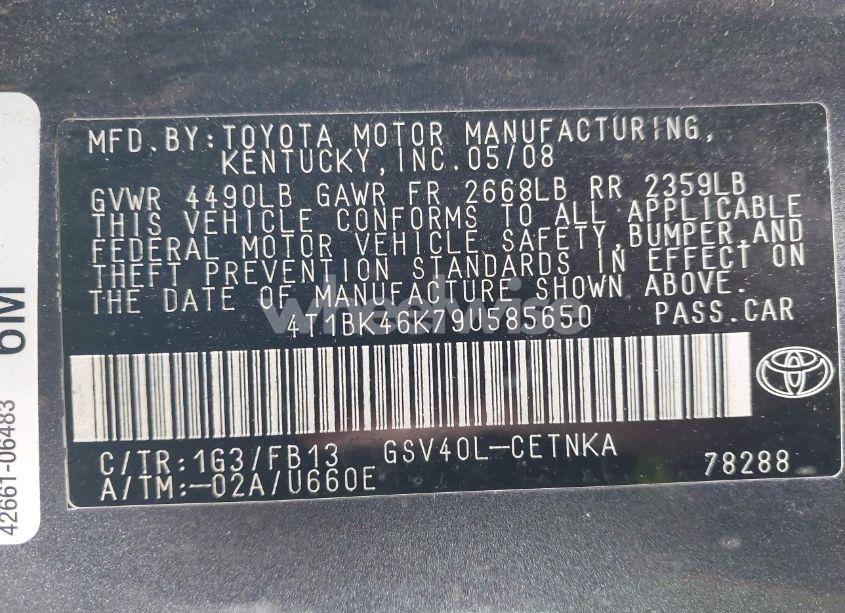 MFD. BY: TOYOTA MOTOR MANUFACTURING,
KENTUCKY, INC. 05/08
GVWR 4490LB GAWR FR 2668LB RR 2359LB
THIS VEHICLE CONFORMS TO ALL APPLICABLE
FEDERAL MOTOR VEHICLE SAFETY, BUMPER, AND
THEFT PREVENTION STANDARDS IN EFFECT ON
THE DATE OF MANUFACTURE SHOWN ABOVE.
4T1BK46K79U585650 PASS. CAR
C/TR: 1G3/FB13 GSV40L-CETNKA
A/TM: -02A/U660E 78288
42661-06483
wheelwise